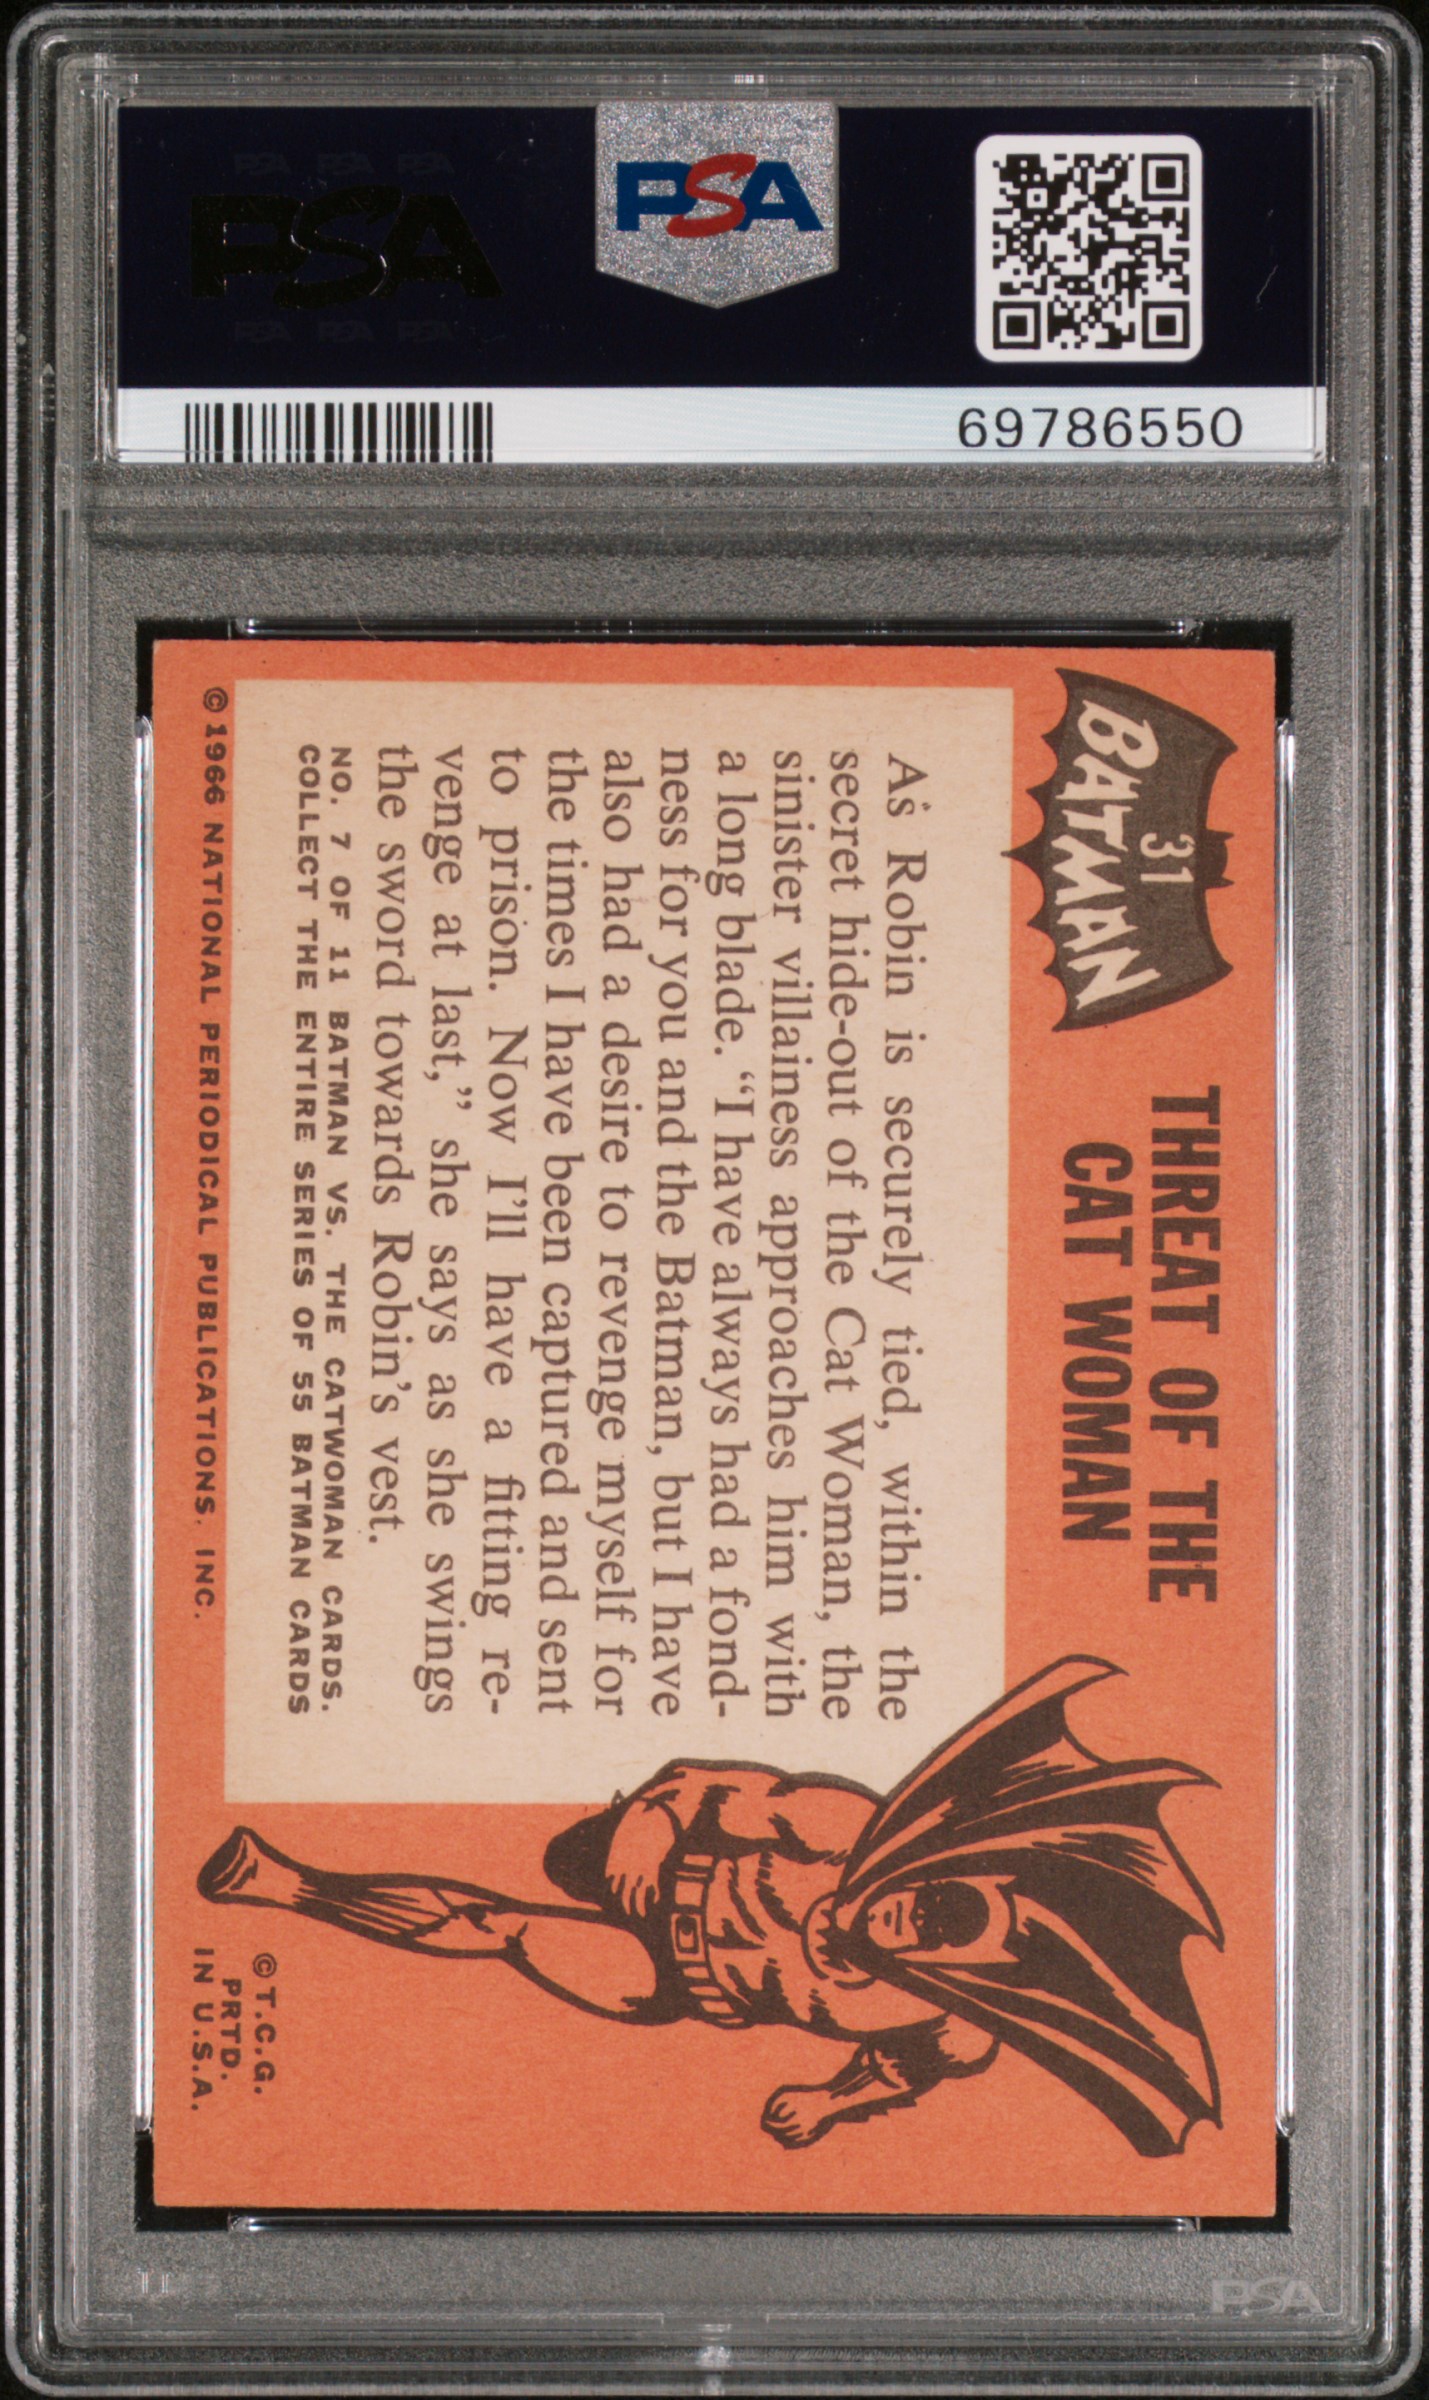 PSA
PSA
69786550
31
BATMAN
THREAT OF THE
CAT WOMAN
As Robin is securely tied, within the
secret hide-out of the Cat Woman, the
sinister villainess approaches him with
a long blade. “I have always had a fond-
ness for you and the Batman, but I have
also had a desire to revenge myself for
the times I have been captured and sent
to prison. Now I’ll have a fitting re-
venge at last,” she says as she swings
the sword towards Robin’s vest.
NO. 7 OF 11 BATMAN VS. THE CATWOMAN CARDS.
COLLECT THE ENTIRE SERIES OF 55 BATMAN CARDS
© 1966 NATIONAL PERIODICAL PUBLICATIONS, INC.
© T.C.G.
PRTD.
IN U.S.A.
PSA